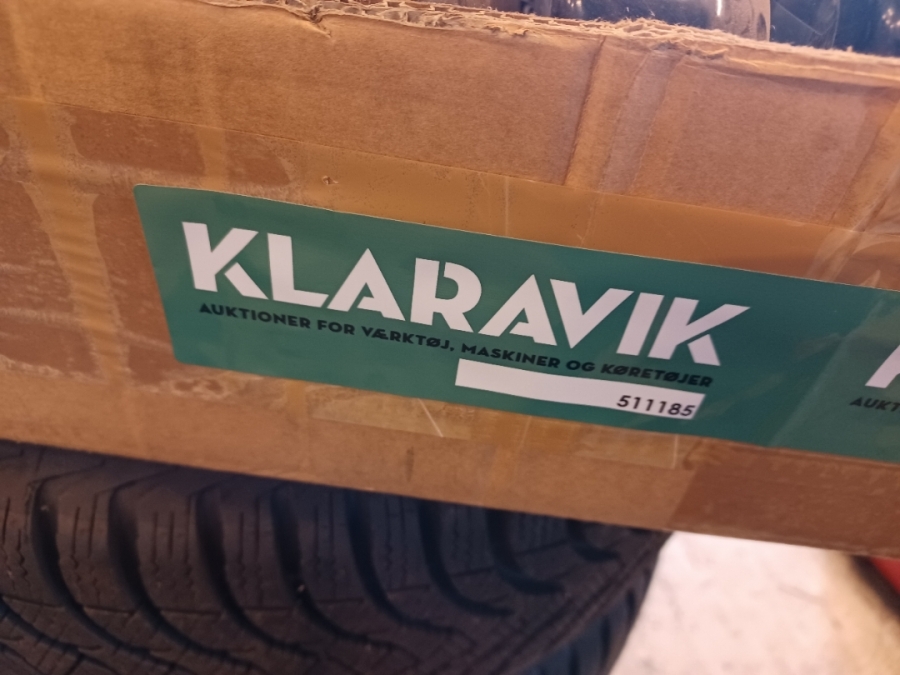 KLARAVIK
AUKTIONER FOR VÆRKTØJ, MASKINER OG KØRETØJER
511185